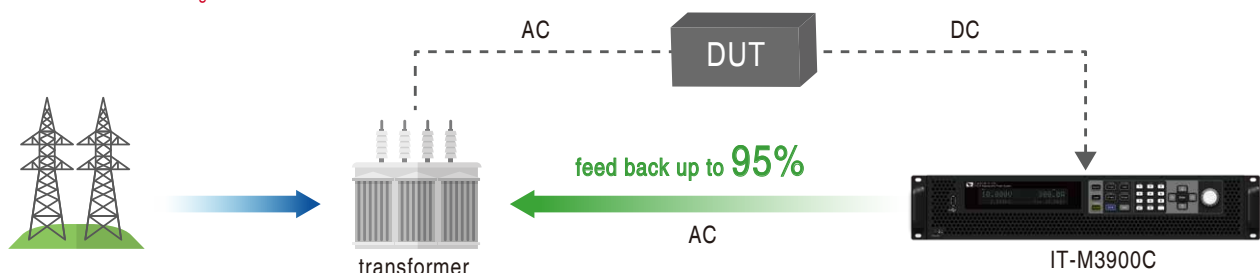 AC
DUT
DC
feed back up to 95%
AC
transformer
IT-M3900C